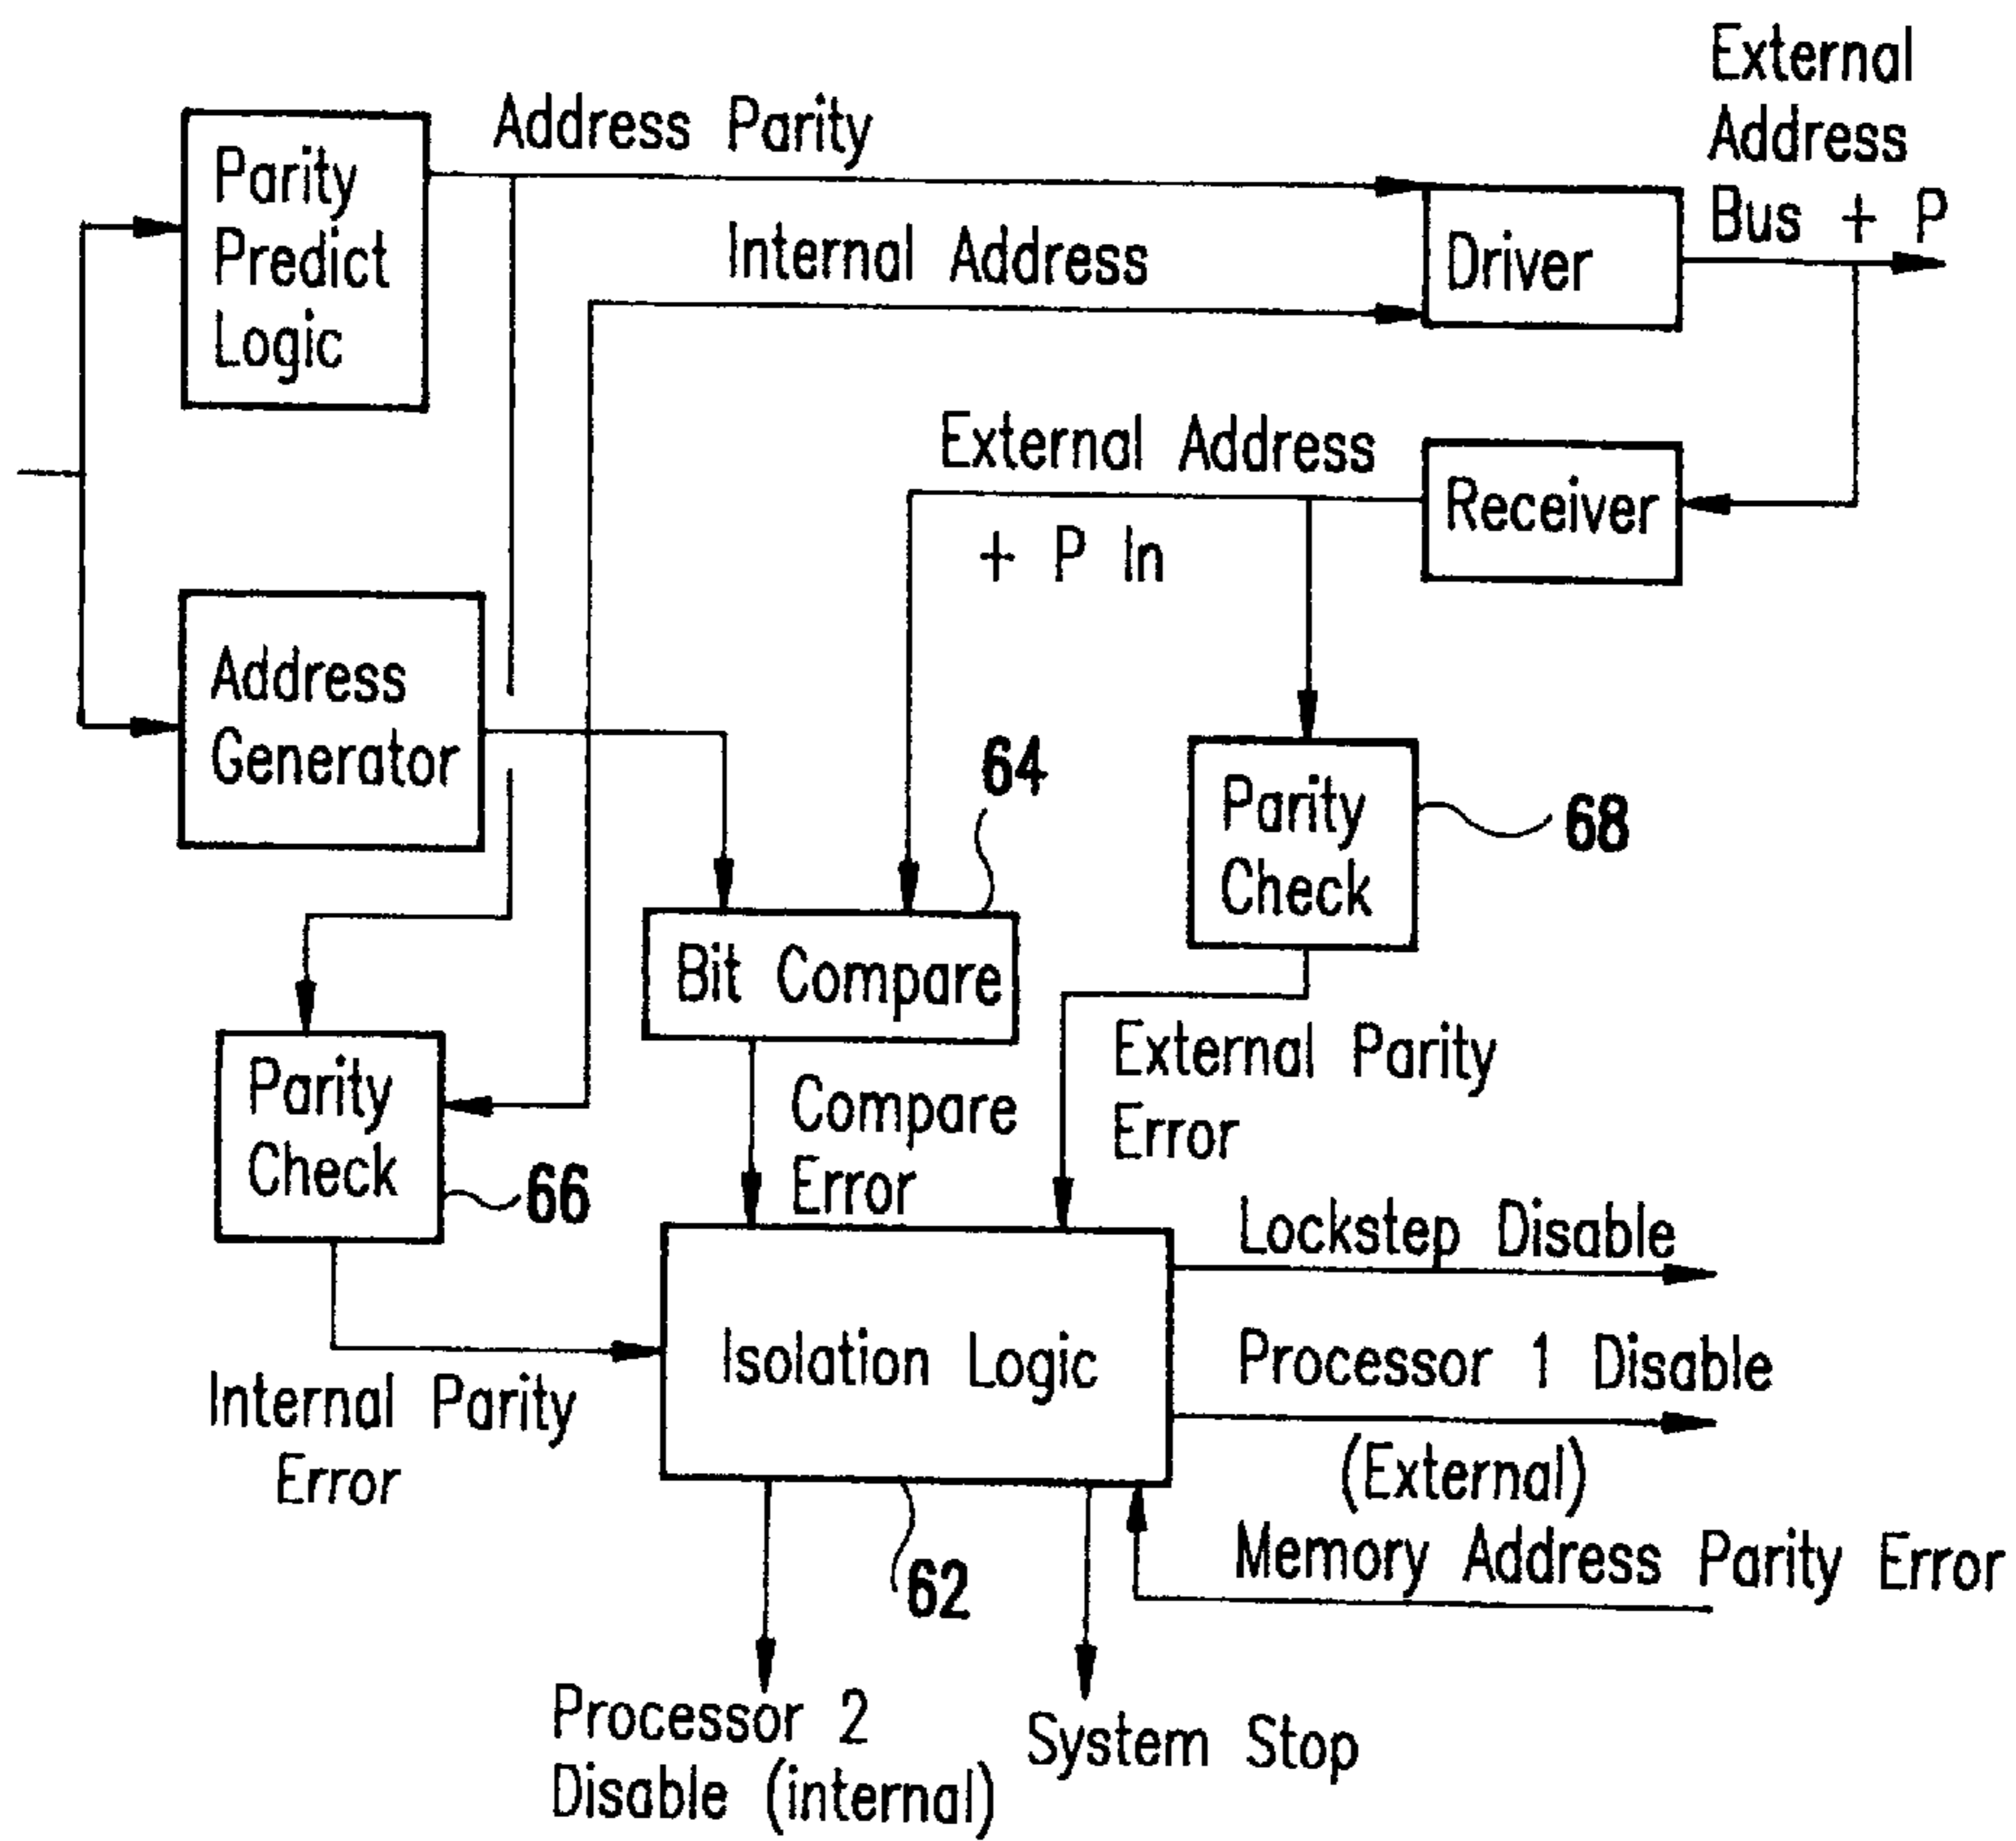 External
Address
Bus + P
Address Parity
Parity
Predict
Logic
Internal Address
Driver
External Address
+ P In
Receiver
Address
Generator
64
Parity
Check
68
Bit Compare
Parity
Check
66
Compare
Error
External Parity
Error
Lockstep Disable
Isolation Logic
Processor 1 Disable
(External)
Internal Parity
Error
Memory Address Parity Error
62
Processor 2
Disable (internal)
System Stop